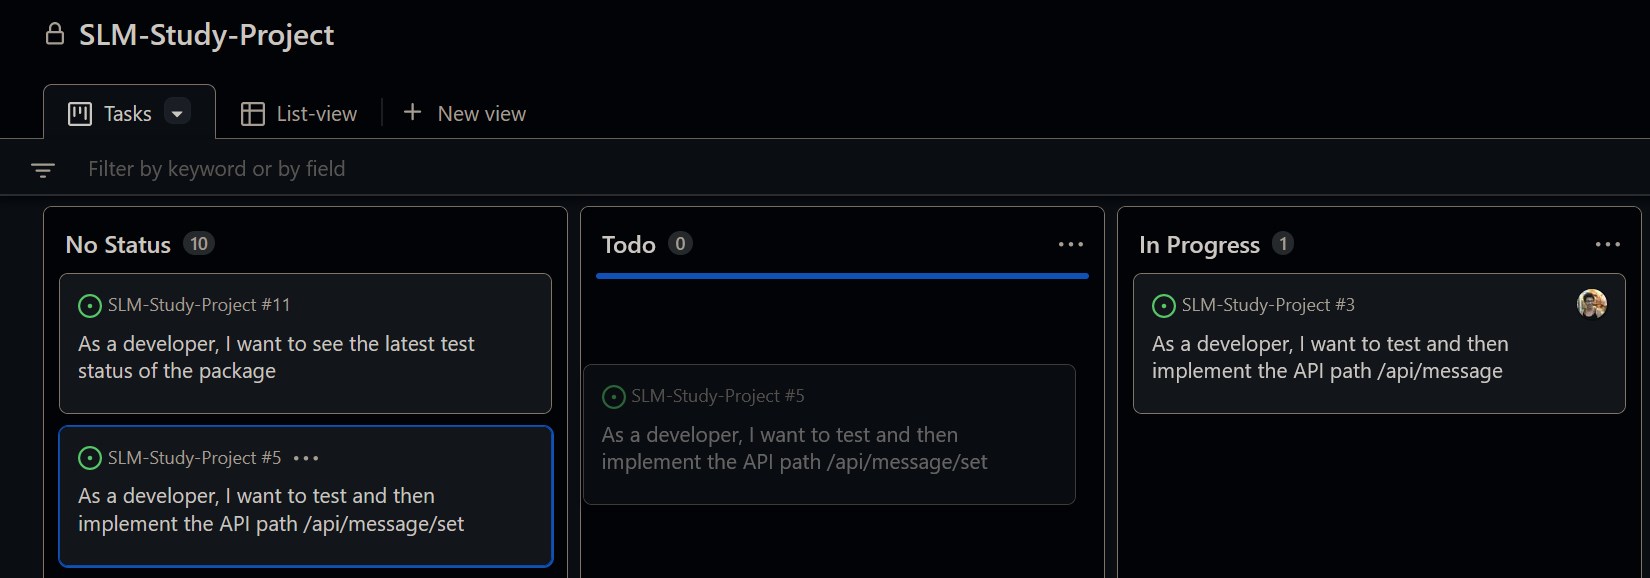 SLM-Study-Project
Tasks
List-view
New view
Filter by keyword or by field
No Status 10
SLM-Study-Project #11
As a developer, I want to see the latest test
status of the package
SLM-Study-Project #5
As a developer, I want to test and then
implement the API path /api/message/set
Todo 0
SLM-Study-Project #5
As a developer, I want to test and then
implement the API path /api/message/set
In Progress 1
SLM-Study-Project #3
As a developer, I want to test and then
implement the API path /api/message